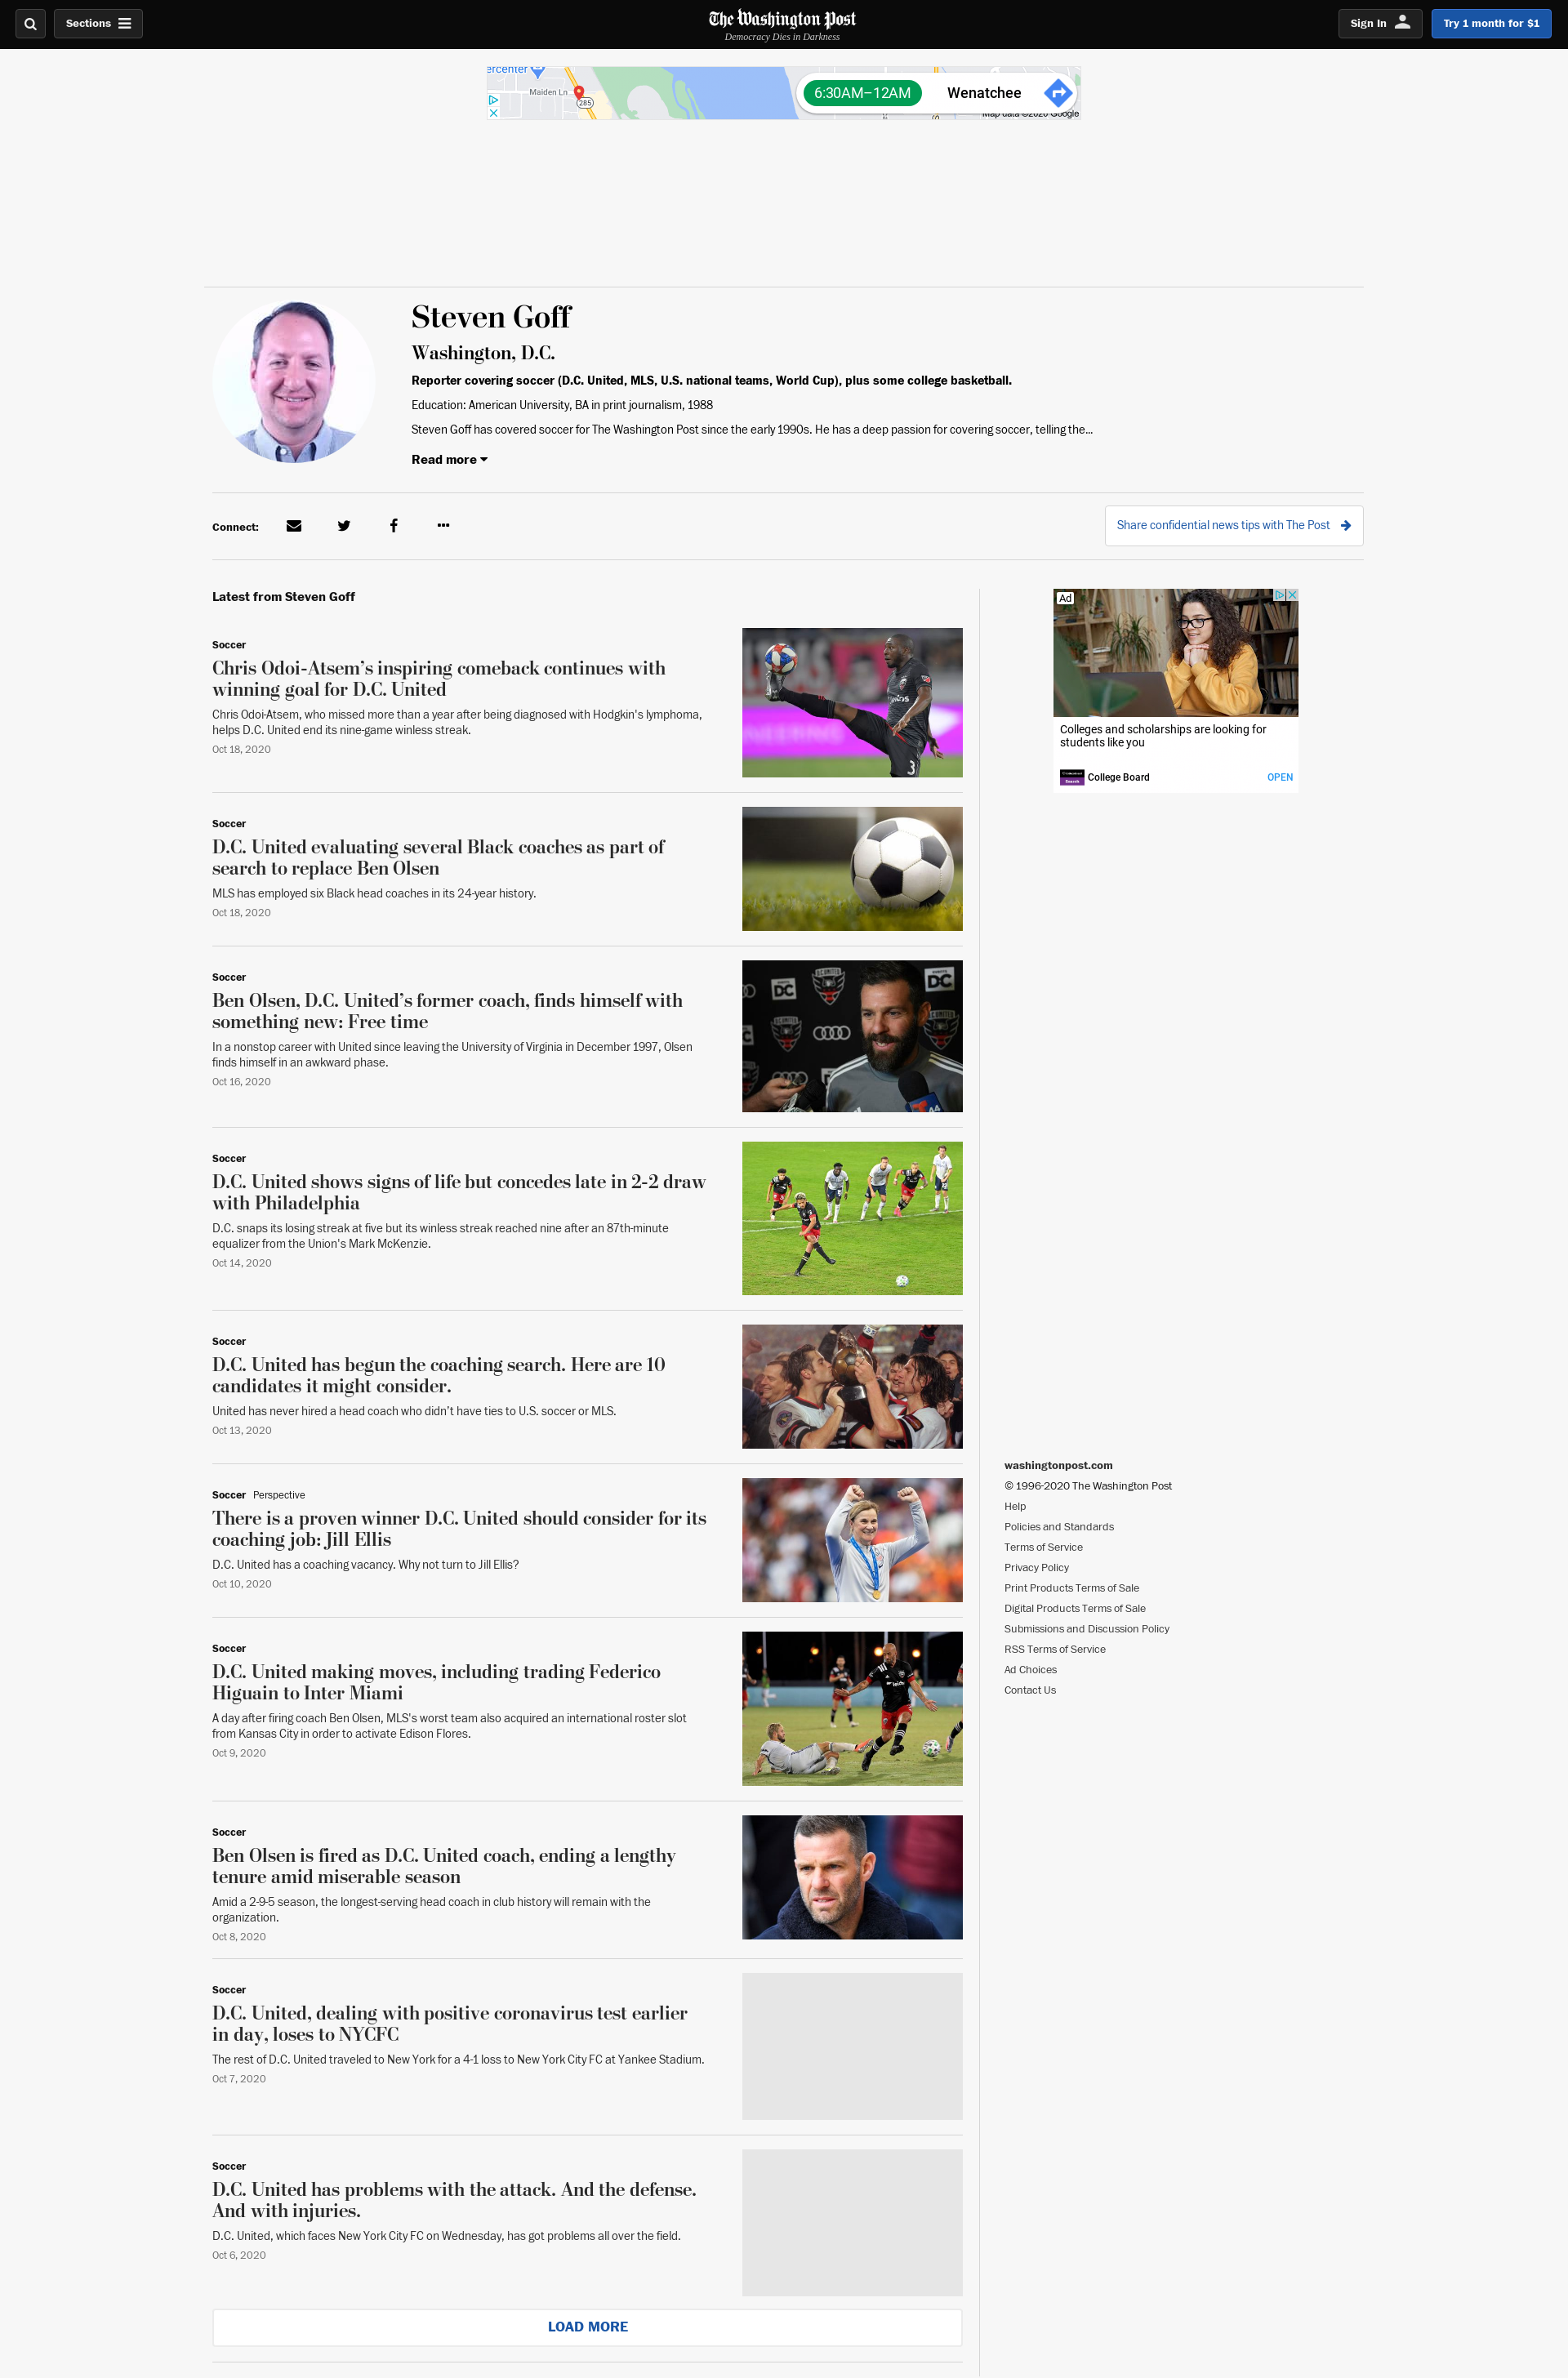 Sections
The Washington Post
Democracy Dies in Darkness
Sign In
Try 1 month for $1
ercenter
Maiden Ln
285
6:30AM–12AM
Wenatchee
Map data ©2020 Google
Steven Goff
Washington, D.C.
Reporter covering soccer (D.C. United, MLS, U.S. national teams, World Cup), plus some college basketball.
Education: American University, BA in print journalism, 1988
Steven Goff has covered soccer for The Washington Post since the early 1990s. He has a deep passion for covering soccer, telling the...
Read more
Connect:
Share confidential news tips with The Post
Latest from Steven Goff
Soccer
Chris Odoi-Atsem’s inspiring comeback continues with
winning goal for D.C. United
Chris Odoi-Atsem, who missed more than a year after being diagnosed with Hodgkin's lymphoma,
helps D.C. United end its nine-game winless streak.
Oct 18, 2020
3
Soccer
D.C. United evaluating several Black coaches as part of
search to replace Ben Olsen
MLS has employed six Black head coaches in its 24-year history.
Oct 18, 2020
Soccer
Ben Olsen, D.C. United’s former coach, finds himself with
something new: Free time
In a nonstop career with United since leaving the University of Virginia in December 1997, Olsen
finds himself in an awkward phase.
Oct 16, 2020
DC
DC
44
Soccer
D.C. United shows signs of life but concedes late in 2-2 draw
with Philadelphia
D.C. snaps its losing streak at five but its winless streak reached nine after an 87th-minute
equalizer from the Union's Mark McKenzie.
Oct 14, 2020
Soccer
D.C. United has begun the coaching search. Here are 10
candidates it might consider.
United has never hired a head coach who didn’t have ties to U.S. soccer or MLS.
Oct 13, 2020
Soccer Perspective
There is a proven winner D.C. United should consider for its
coaching job: Jill Ellis
D.C. United has a coaching vacancy. Why not turn to Jill Ellis?
Oct 10, 2020
Soccer
D.C. United making moves, including trading Federico
Higuain to Inter Miami
A day after firing coach Ben Olsen, MLS's worst team also acquired an international roster slot
from Kansas City in order to activate Edison Flores.
Oct 9, 2020
Soccer
Ben Olsen is fired as D.C. United coach, ending a lengthy
tenure amid miserable season
Amid a 2-9-5 season, the longest-serving head coach in club history will remain with the
organization.
Oct 8, 2020
Soccer
D.C. United, dealing with positive coronavirus test earlier
in day, loses to NYCFC
The rest of D.C. United traveled to New York for a 4-1 loss to New York City FC at Yankee Stadium.
Oct 7, 2020
Soccer
D.C. United has problems with the attack. And the defense.
And with injuries.
D.C. United, which faces New York City FC on Wednesday, has got problems all over the field.
Oct 6, 2020
LOAD MORE
Ad
Colleges and scholarships are looking for
students like you
College Board
OPEN
washingtonpost.com
© 1996-2020 The Washington Post
Help
Policies and Standards
Terms of Service
Privacy Policy
Print Products Terms of Sale
Digital Products Terms of Sale
Submissions and Discussion Policy
RSS Terms of Service
Ad Choices
Contact Us